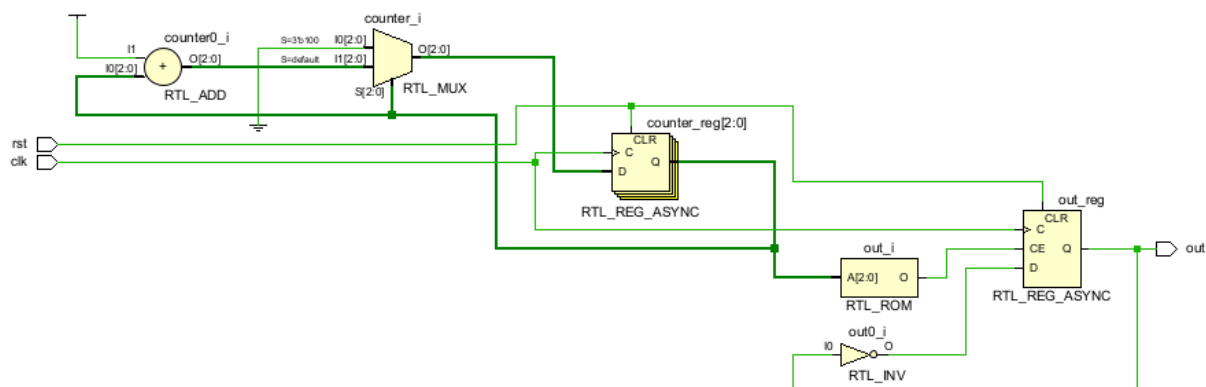 counter_i
counter0_i
S=3'b100
I0[2:0]
O[2:0]
I1
O[2:0]
S=default
I1[2:0]
I0[2:0]
+
RTL_ADD
S[2:0]
RTL_MUX
rst
clk
counter_reg[2:0]
CLR
C
Q
D
RTL_REG_ASYNC
out_reg
CLR
C
CE
Q
D
RTL_REG_ASYNC
out
out_i
A[2:0]
O
RTL_ROM
out0_i
I0
O
RTL_INV